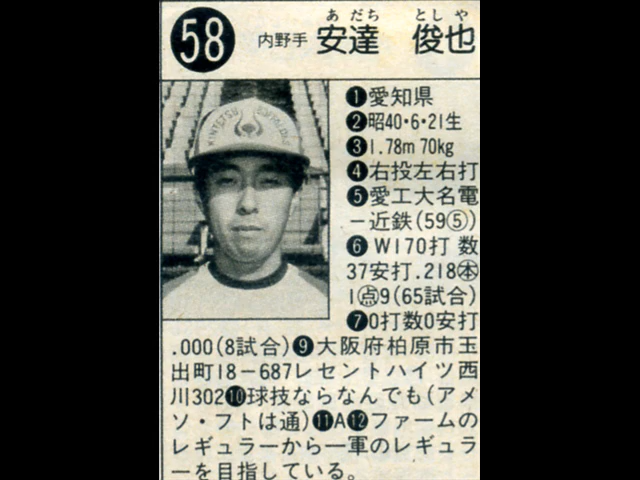 58 内野手 安達 俊也
あだち としや
KINTETSU BUFFALOES
❶愛知県
❷昭40・6・21生
❸1.78m 70kg
❹右投左右打
❺愛工大名電
－近鉄(59⑤)
❻W170打数
37安打.218㊍
1点9(65試合)
❼0打数0安打
.000(8試合)❾大阪府柏原市玉
出町18－687レセントハイツ西
川302❿球技ならなんでも(アメ
ソ・フトは通)⓫A⓬ファームの
レギュラーから一軍のレギュラ
ーを目指している。